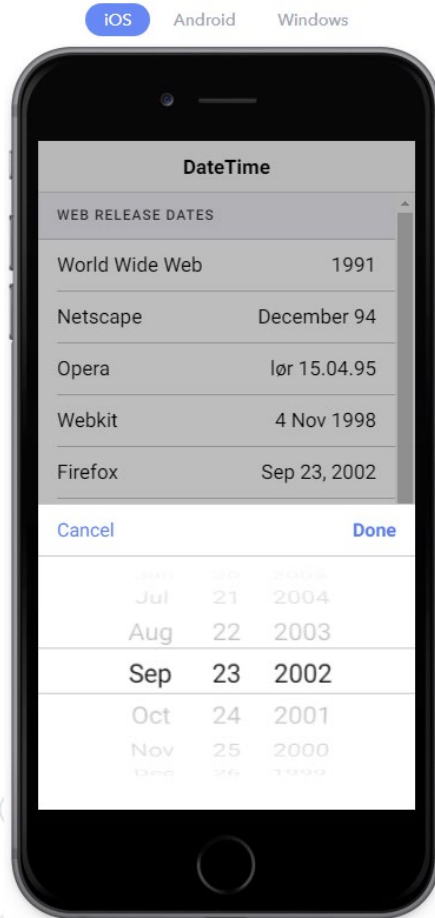 iOS Android Windows
DateTime
WEB RELEASE DATES
World Wide Web 1991
Netscape December 94
Opera lør 15.04.95
Webkit 4 Nov 1998
Firefox Sep 23, 2002
Cancel Done
Jul 21 2004
Aug 22 2003
Sep 23 2002
Oct 24 2001
Nov 25 2000